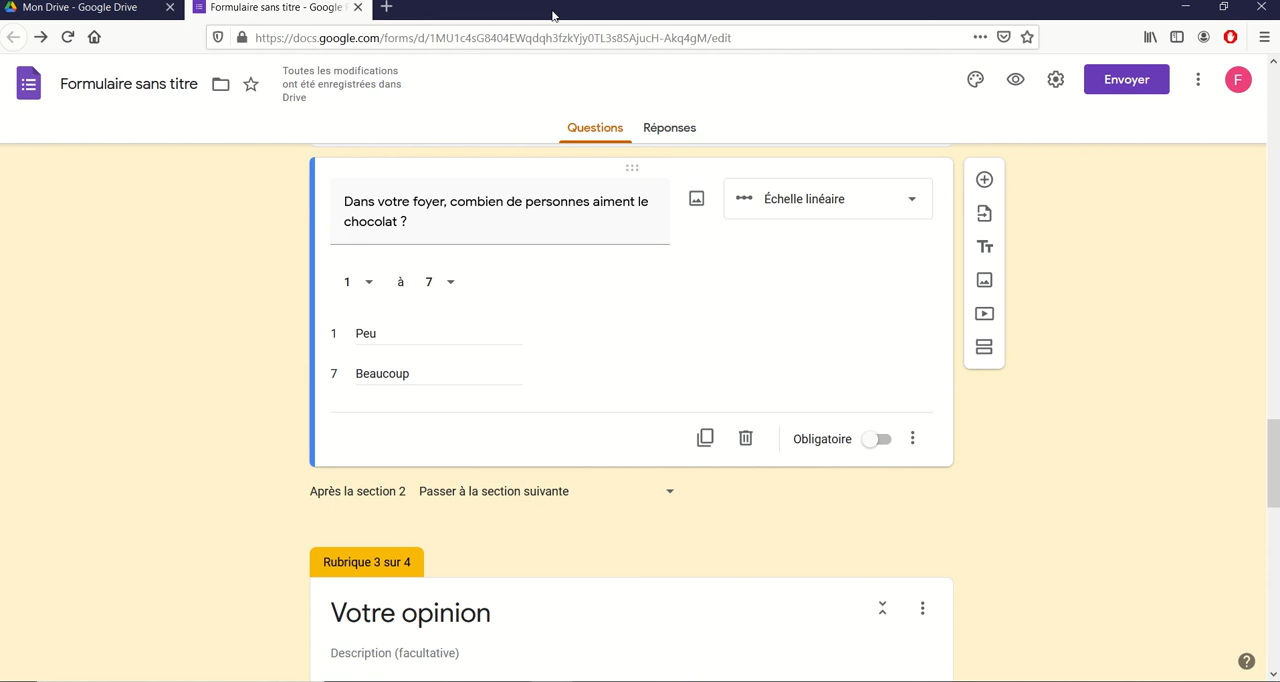 Mon Drive - Google Drive
Formulaire sans titre - Google F
https://docs.google.com/forms/d/1MU1c4sG8404EWqdqh3fzkYjy0TL3s8SAjucH-Akq4gM/edit
Formulaire sans titre
Toutes les modifications
ont été enregistrées dans
Drive
Envoyer
F
Questions
Réponses
Dans votre foyer, combien de personnes aiment le
chocolat ?
Échelle linéaire
1 à 7
1 Peu
7 Beaucoup
Obligatoire
Après la section 2 Passer à la section suivante
Rubrique 3 sur 4
Votre opinion
Description (facultative)